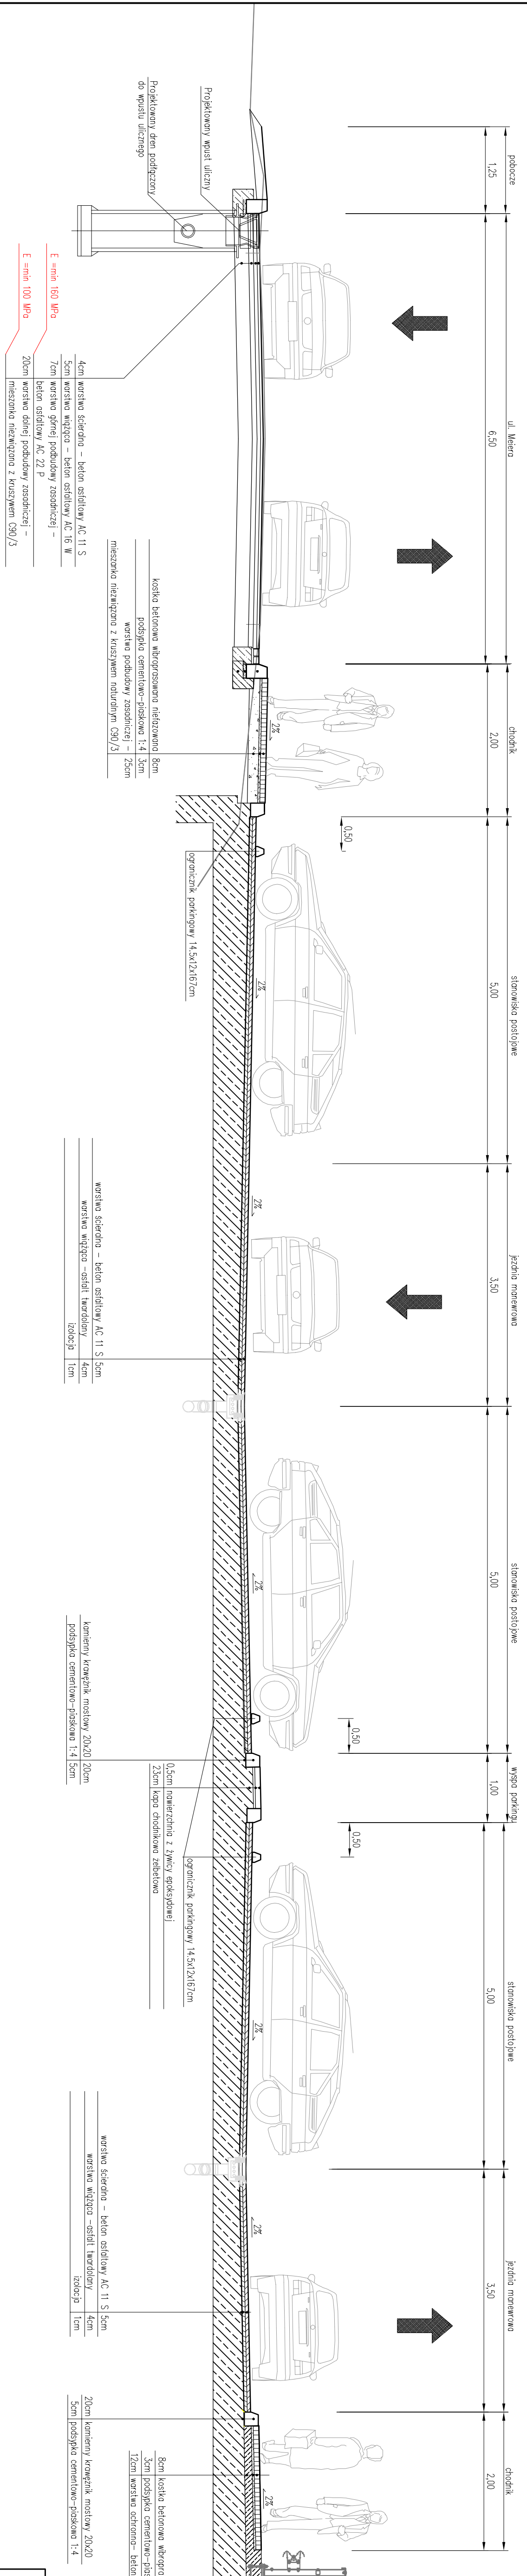 pobocze
1,25
ul. Meiera
6,50
chodnik
2,00
stanowiska postojowe
5,00
jezdnia manewrowa
3,50
stanowiska postojowe
5,00
wyspa parkingu
1,00
stanowiska postojowe
5,00
jezdnia manewrowa
3,50
chodnik
2,00
0,50
0,50
0,50
Projektowany wpust uliczny
Projektowany dren podłączony
do wpustu ulicznego
4cm warstwa ścieralna – beton asfaltowy AC 11 S
5cm warstwa wiążąca – beton asfaltowy AC 16 W
7cm warstwa górnej podbudowy zasadniczej –
beton asfaltowy AC 22 P
20cm warstwa dolnej podbudowy zasadniczej –
mieszanka niezwiązana z kruszywem C90/3
E =min 160 MPa
E =min 100 MPa
kostka betonowa wibroprasowana niefazowana 8cm
podsypka cementowo-piaskowa 1:4 3cm
warstwa podbudowy zasadniczej – 25cm
mieszanka niezwiązana z kruszywem naturalnym C90/3
2%
ogranicznik parkingowy 14.5x12x167cm
2%
2%
warstwa ścieralna – beton asfaltowy AC 11 S 5cm
warstwa wiążąca –asfalt twardolany 4cm
izolacja 1cm
2%
kamienny krawężnik mostowy 20x20 20cm
podsypka cementowo-piaskowa 1:4 5cm
0,5cm nawierzchnia z żywicy epoksydowej
23cm kapa chodnikowa żelbetowa
ogranicznik parkingowy 14.5x12x167cm
2%
2%
warstwa ścieralna – beton asfaltowy AC 11 S 5cm
warstwa wiążąca –asfalt twardolany 4cm
izolacja 1cm
2%
20cm kamienny krawężnik mostowy 20x20
5cm podsypka cementowo-piaskowa 1:4
8cm kostka betonowa wibropra
3cm podsypka cementowo-pias
12cm warstwa ochronna– beton